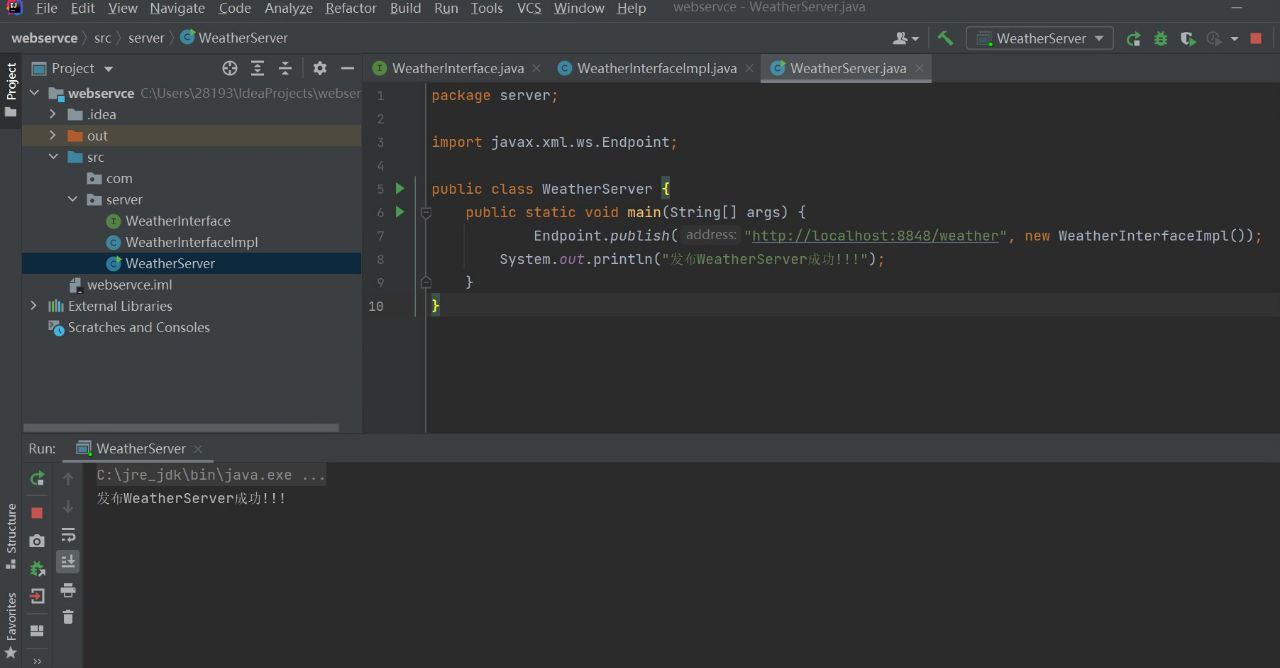 File Edit View Navigate Code Analyze Refactor Build Run Tools VCS Window Help webservce - WeatherServer.java
webservce src server WeatherServer WeatherServer
Project
Project
WeatherInterface.java WeatherInterfaceImpl.java WeatherServer.java
webservce C:\Users\28193\IdeaProjects\webser
.idea
out
src
com
server
WeatherInterface
WeatherInterfaceImpl
WeatherServer
webservce.iml
External Libraries
Scratches and Consoles
1 package server;
2
3 import javax.xml.ws.Endpoint;
4
5 public class WeatherServer {
6 public static void main(String[] args) {
7 Endpoint.publish( address: "http://localhost:8848/weather", new WeatherInterfaceImpl());
8 System.out.println("发布WeatherServer成功!!!");
9 }
10 }
Run: WeatherServer
C:\jre_jdk\bin\java.exe ...
发布WeatherServer成功!!!
Structure
Favorites